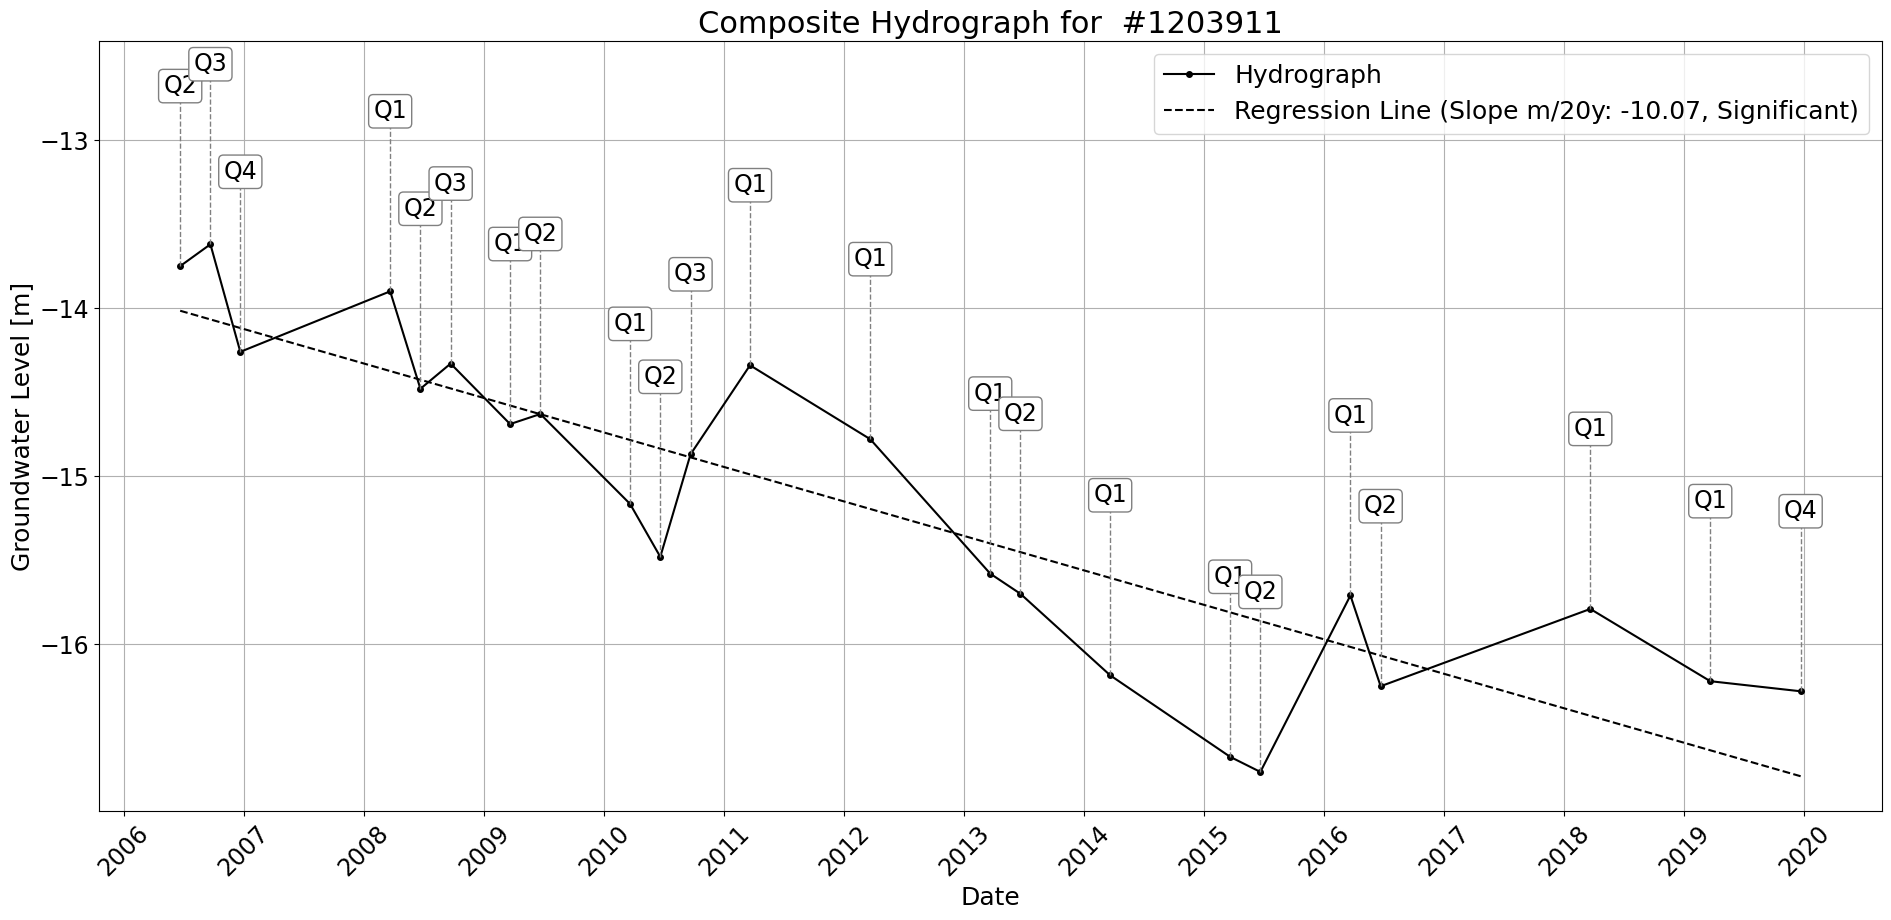 Composite Hydrograph for  #1203911
Hydrograph
Regression Line (Slope m/20y: -10.07, Significant)
Groundwater Level [m]
−13
−14
−15
−16
Q2
Q3
Q4
Q1
Q2
Q3
Q1
Q2
Q1
Q2
Q3
Q1
Q1
Q1
Q2
Q1
Q1
Q2
Q1
Q2
Q1
Q1
Q4
2006
2007
2008
2009
2010
2011
2012
2013
2014
2015
2016
2017
2018
2019
2020
Date